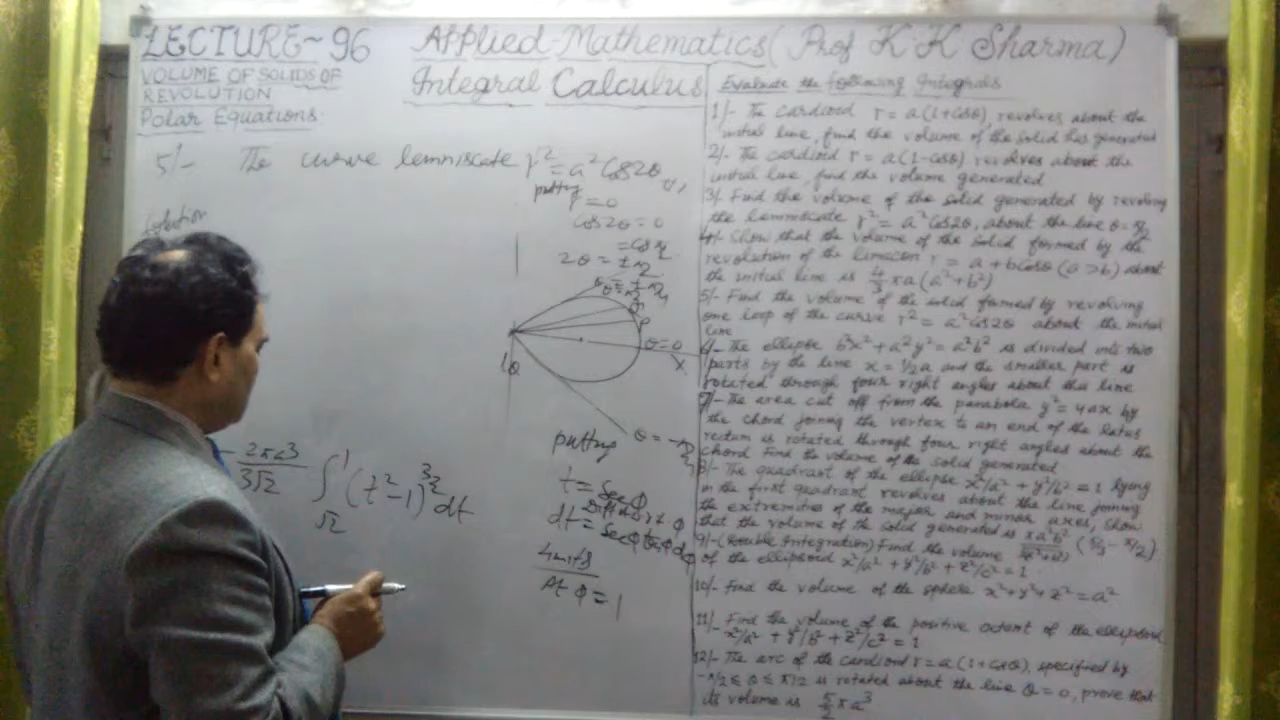 LECTURE~96 Applied-Mathematics (Prof K K Sharma)
VOLUME OF SOLIDS OF
REVOLUTION
Polar Equations
Integral Calculus
5/- The curve lemniscate r² = a² Cos2θ
putting
r = 0
Cos2θ = 0
2θ = ±π/2
Solution
P
θ = 0
X
θ = -π/4
- 2πa³/3√2 ∫_√2^1 (t² - 1)^3/2 dt
putting
t = Sec φ
Diff. w.r.t. φ
dt = Sec φ tan φ dφ
Limits
At φ = 1
Evaluate the following Integrals
1/- The cardioid r = a(1+cosθ), revolves about the
initial line, find the volume of the solid thus generated
2/- The cardioid r = a(1-cosθ) revolves about the
initial line, find the volume generated.
3/- Find the volume of the solid generated by revolving
the lemniscate r² = a² Cos2θ, about the line θ = π/2
4/- Show that the volume of the solid formed by the
revolution of the limacon r = a + b Cosθ (a > b) about
the initial line is 4/3 πa (a² + b²)
5/- Find the volume of the solid formed by revolving
one loop of the curve r² = a² Cos2θ about the initial
line
6/- The ellipse b²x² + a²y² = a²b² is divided into two
parts by the line x = 1/2 a and the smaller part is
rotated through four right angles about this line
7/- The area cut off from the parabola y² = 4ax by
the chord joining the vertex to an end of the latus
rectum is rotated through four right angles about the
chord Find the volume of the solid generated
8/- The quadrant of the ellipse x²/a² + y²/b² = 1 lying
in the first quadrant revolves about the line joining
the extremities of the major and minor axes, show
that the volume of the solid generated is πa²b²
9/- (Double Integration) Find the volume
of the ellipsoid x²/a² + y²/b² + z²/c² = 1
10/- Find the volume of the sphere x² + y² + z² = a²
11/- Find the volume of the positive octant of the ellipsoid
x²/a² + y²/b² + z²/c² = 1
12/- The arc of the cardioid r = a(1+cosθ), specified by
-π/2 ≤ θ ≤ π/2 is rotated about the line θ = 0, prove that
its volume is 5/2 πa³